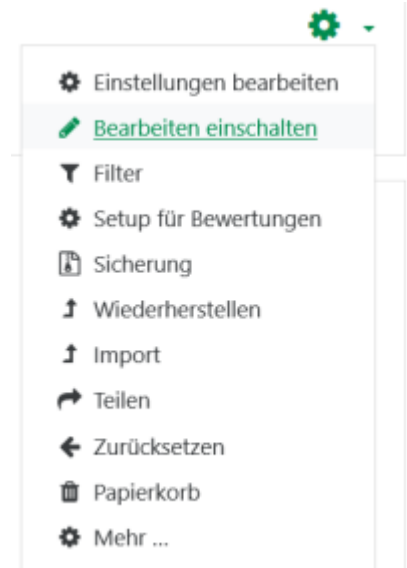 Einstellungen bearbeiten
Bearbeiten einschalten
Filter
Setup für Bewertungen
Sicherung
Wiederherstellen
Import
Teilen
Zurücksetzen
Papierkorb
Mehr ...